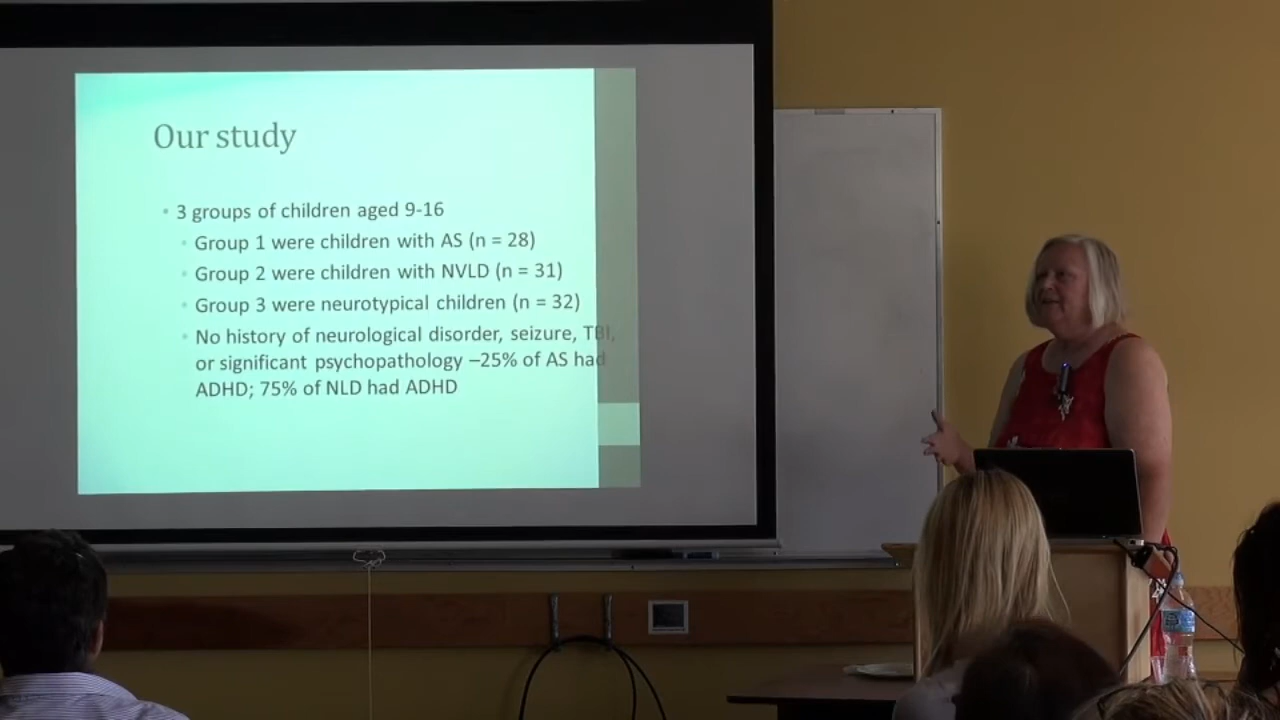 Our study
• 3 groups of children aged 9-16
• Group 1 were children with AS (n = 28)
• Group 2 were children with NVLD (n = 31)
• Group 3 were neurotypical children (n = 32)
• No history of neurological disorder, seizure, TBI,
or significant psychopathology –25% of AS had
ADHD; 75% of NLD had ADHD